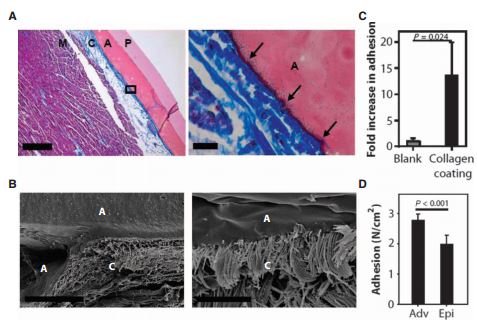 A
M C A P
A
B
A
A
C
A
C
C
Fold increase in adhesion
P = 0.024
20
15
10
5
0
Blank Collagen
coating
D
Adhesion (N/cm²)
P < 0.001
3
2
1
0
Adv Epi